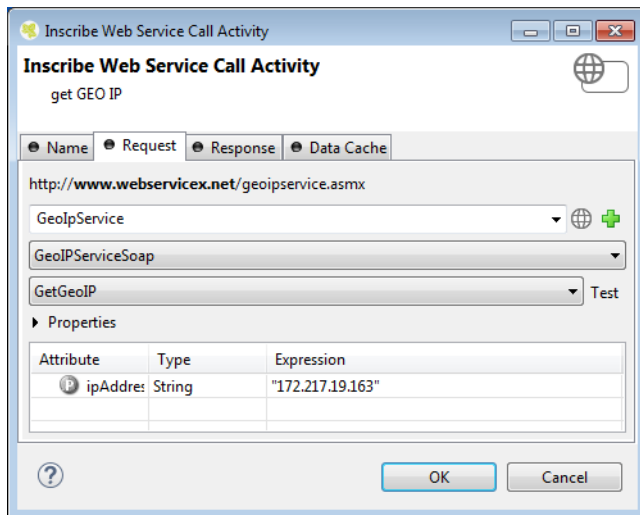 Inscribe Web Service Call Activity
Inscribe Web Service Call Activity
get GEO IP
Name Request Response Data Cache
http://www.webservicex.net/geoipservice.asmx
GeoIpService
GeoIPServiceSoap
GetGeoIP Test
Properties
Attribute Type Expression
P ipAddres String "172.217.19.163"
? OK Cancel